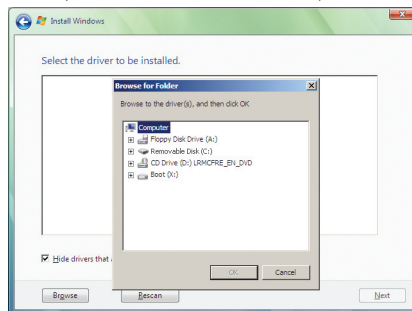 Install Windows
Select the driver to be installed.
Browse for Folder
Browse to the driver(s), and then click OK
Computer
Floppy Disk Drive (A:)
Removable Disk (C:)
CD Drive (D:) LRMCFRE_EN_DVD
Boot (X:)
Hide drivers that
OK
Cancel
Browse
Rescan
Next